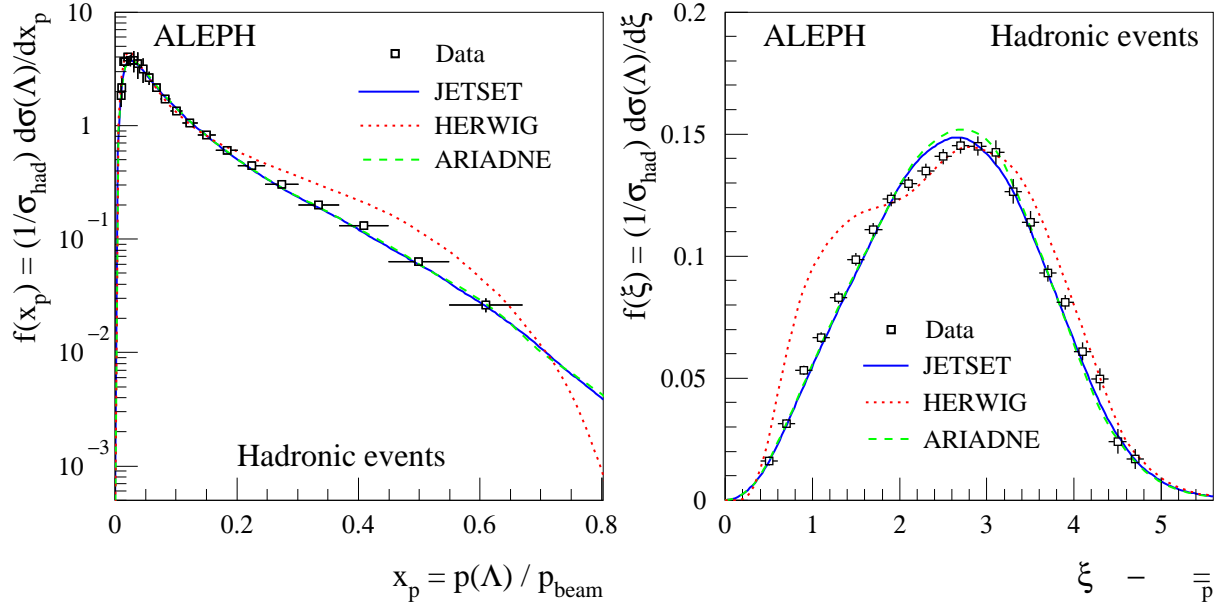 f(x_p) = (1/σ_had) dσ(Λ)/dx_p
10
1
10⁻¹
10⁻²
10⁻³
ALEPH
Data
JETSET
HERWIG
ARIADNE
Hadronic events
0 0.2 0.4 0.6 0.8
x_p = p(Λ) / p_beam
f(ξ) = (1/σ_had) dσ(Λ)/dξ
0.2
0.15
0.1
0.05
0
ALEPH Hadronic events
Data
JETSET
HERWIG
ARIADNE
1 2 3 4 5
ξ – =_p